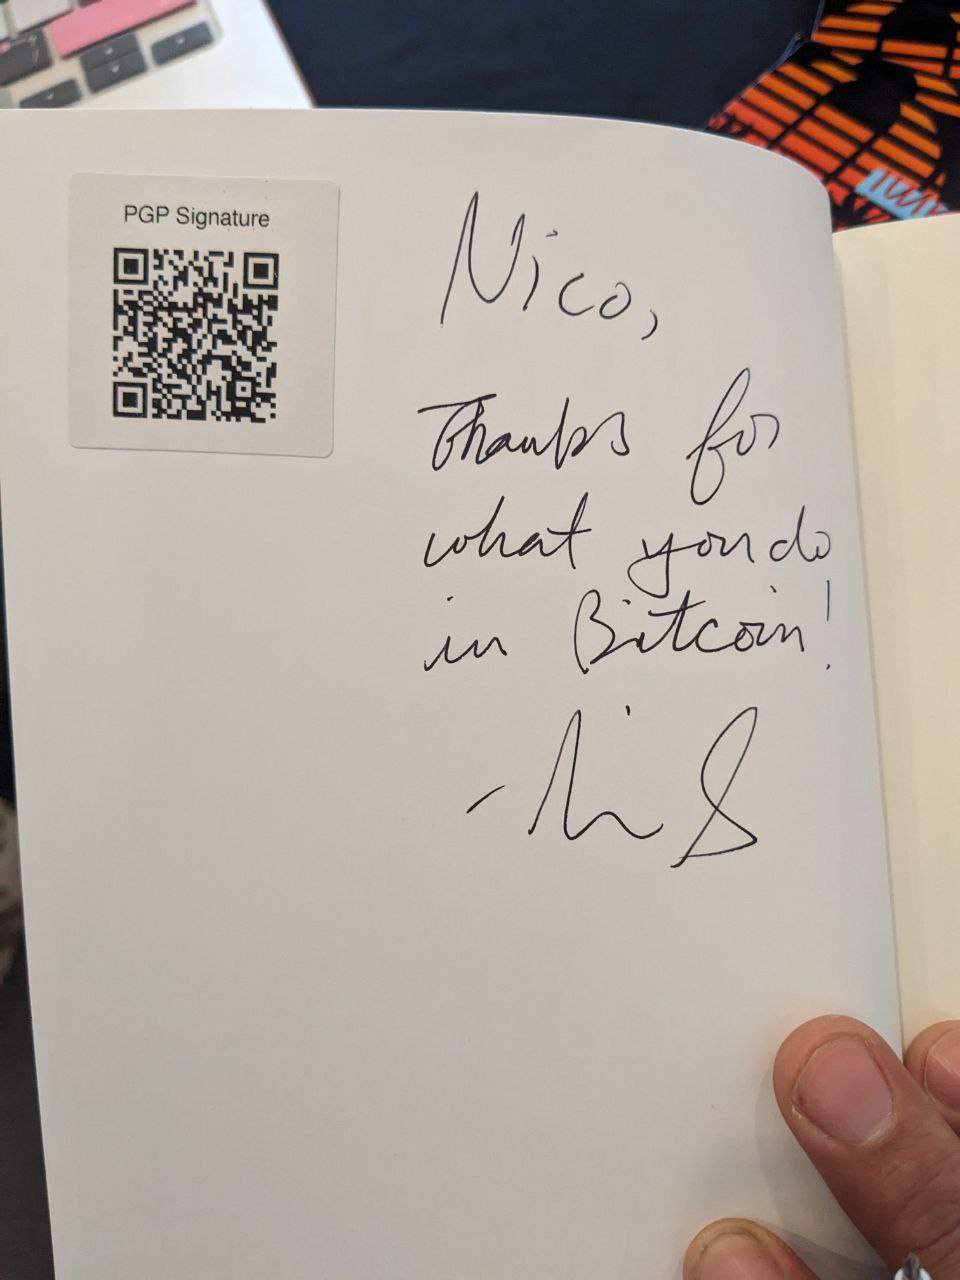 PGP Signature
Nico,
Thanks for
what you do
in Bitcoin!